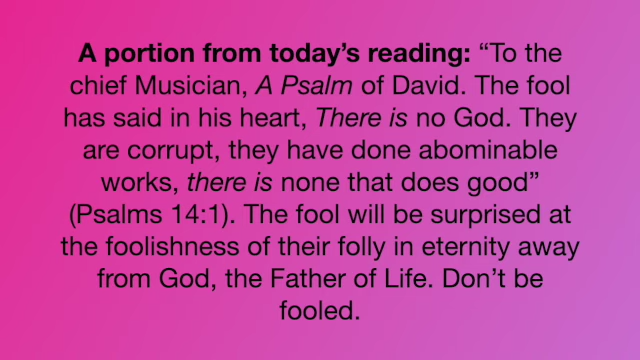 A portion from today’s reading: “To the
chief Musician, A Psalm of David. The fool
has said in his heart, There is no God. They
are corrupt, they have done abominable
works, there is none that does good”
(Psalms 14:1). The fool will be surprised at
the foolishness of their folly in eternity away
from God, the Father of Life. Don’t be
fooled.